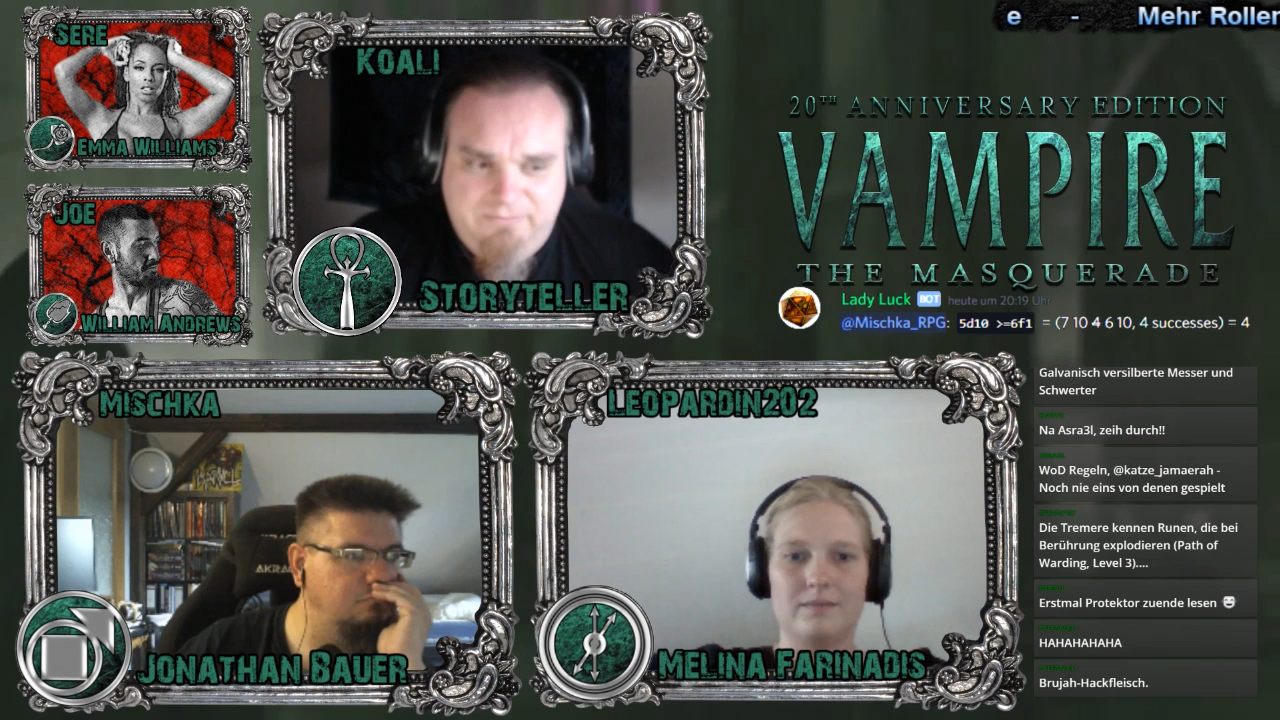 e - Mehr Roller
SERE
EMMA WILLIAMS
JOE
WILLIAM ANDREWS
KOALI
STORYTELLER
20TH ANNIVERSARY EDITION
VAMPIRE
THE MASQUERADE
Lady Luck BOT heute um 20:19 Uhr
@Mischka_RPG: 5d10 >=6f1 = (7 10 4 6 10, 4 successes) = 4
MISCHKA
AKRA
JONATHAN BAUER
LEOPARDIN202
MELINA FARINADIS
Galvanisch versilberte Messer und
Schwerter
Na Asra3l, zeih durch!!
WoD Regeln, @katze_jamaerah -
Noch nie eins von denen gespielt
Die Tremere kennen Runen, die bei
Berührung explodieren (Path of
Warding, Level 3)....
Erstmal Protektor zuende lesen
HAHAHAHAHA
Brujah-Hackfleisch.